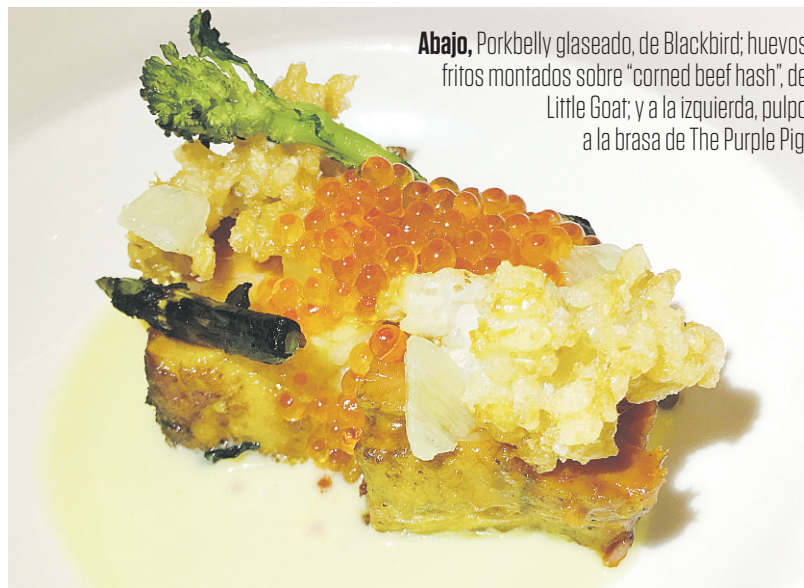 Abajo, Porkbelly glaseado, de Blackbird; huevos
fritos montados sobre “corned beef hash”, de
Little Goat; y a la izquierda, pulpo
a la brasa de The Purple Pig